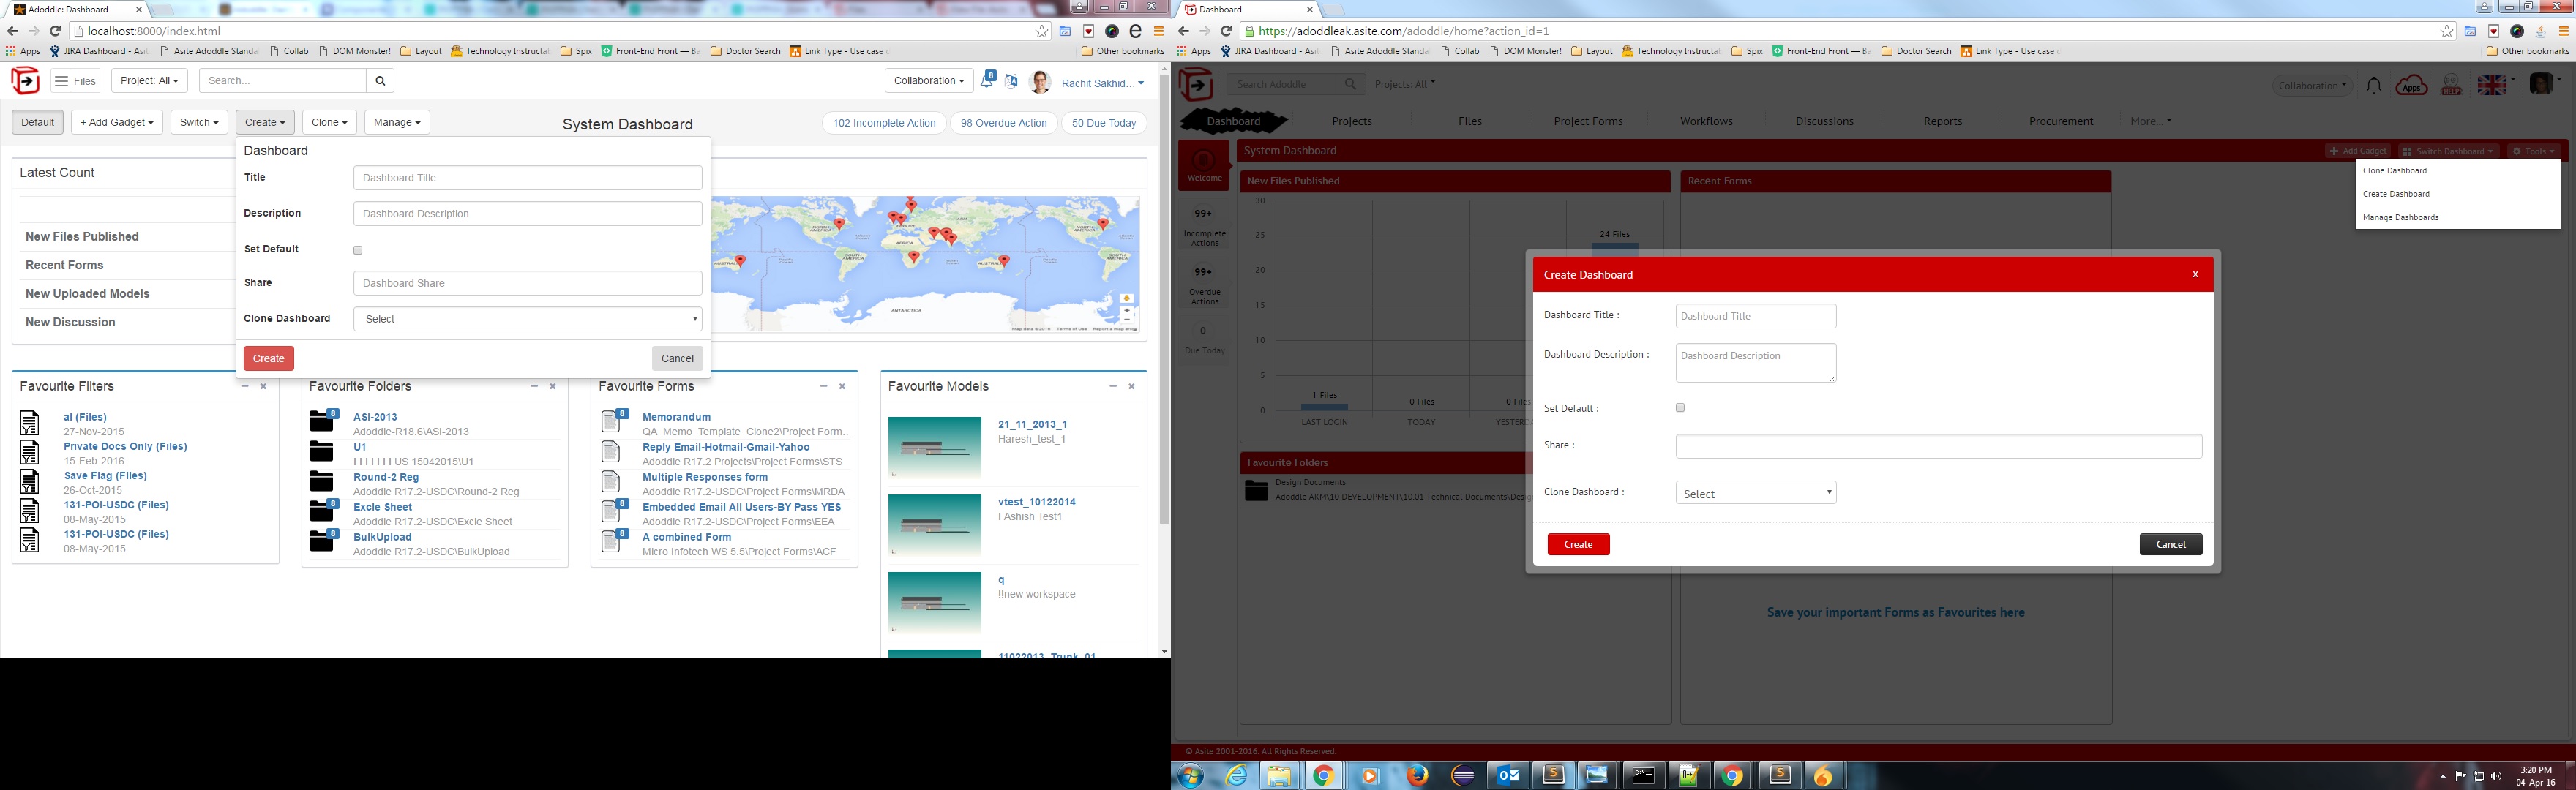 Adoddle: Dashboard
localhost:8000/index.html
Apps JIRA Dashboard - Asit Asite Adoddle Standa Collab DOM Monster! Layout Technology Instructal Spix Front-End Front — Ba Doctor Search Link Type - Use case c Other bookmarks
Files Project: All Search... Collaboration 8 Rachit Sakhid...
Default + Add Gadget Switch Create Clone Manage System Dashboard 102 Incomplete Action 98 Overdue Action 50 Due Today
Latest Count
New Files Published
Recent Forms
New Uploaded Models
New Discussion
Dashboard
Title Dashboard Title
Description Dashboard Description
Set Default
Share Dashboard Share
Clone Dashboard Select
Create Cancel
Favourite Filters
al (Files)
27-Nov-2015
Private Docs Only (Files)
15-Feb-2016
Save Flag (Files)
26-Oct-2015
131-POI-USDC (Files)
08-May-2015
131-POI-USDC (Files)
08-May-2015
Favourite Folders
8 ASI-2013
Adoddle-R18.6\ASI-2013
U1
! ! ! ! ! ! ! US 15042015\U1
Round-2 Reg
Adoddle R17.2-USDC\Round-2 Reg
8 Excle Sheet
Adoddle R17.2-USDC\Excle Sheet
8 BulkUpload
Adoddle R17.2-USDC\BulkUpload
Favourite Forms
8 Memorandum
QA_Memo_Template_Clone2\Project Form...
Reply Email-Hotmail-Gmail-Yahoo
Adoddle R17.2 Projects\Project Forms\STS
Multiple Responses form
Adoddle R17.2-USDC\Project Forms\MRDA
8 Embedded Email All Users-BY Pass YES
Adoddle R17.2-USDC\Project Forms\EEA
8 A combined Form
Micro Infotech WS 5.5\Project Forms\ACF
Favourite Models
21_11_2013_1
Haresh_test_1
vtest_10122014
! Ashish Test1
q
!!new workspace
11022013_Trunk_01
Dashboard
https://adoddleak.asite.com/adoddle/home?action_id=1
Apps JIRA Dashboard - Asit Asite Adoddle Standa Collab DOM Monster! Layout Technology Instructal Spix Front-End Front — Ba Doctor Search Link Type - Use case c Other bookmarks
Search Adoddle Projects: All Collaboration Apps HELP
Dashboard Projects Files Project Forms Workflows Discussions Reports Procurement More...
System Dashboard + Add Gadget Switch Dashboard Tools
Clone Dashboard
Create Dashboard
Manage Dashboards
Welcome
99+
Incomplete
Actions
99+
Overdue
Actions
0
Due Today
New Files Published
30
25
20
15
10
5
0
24 Files
1 Files 0 Files 0 File
LAST LOGIN TODAY YESTERD
Recent Forms
Create Dashboard x
Dashboard Title : Dashboard Title
Dashboard Description : Dashboard Description
Set Default :
Share :
Clone Dashboard : Select
Create Cancel
Favourite Folders
Design Documents
Adoddle AKM\10 DEVELOPMENT\10.01 Technical Documents\Desig
Save your important Forms as Favourites here
© Asite 2001-2016. All Rights Reserved.
3:20 PM
04-Apr-16